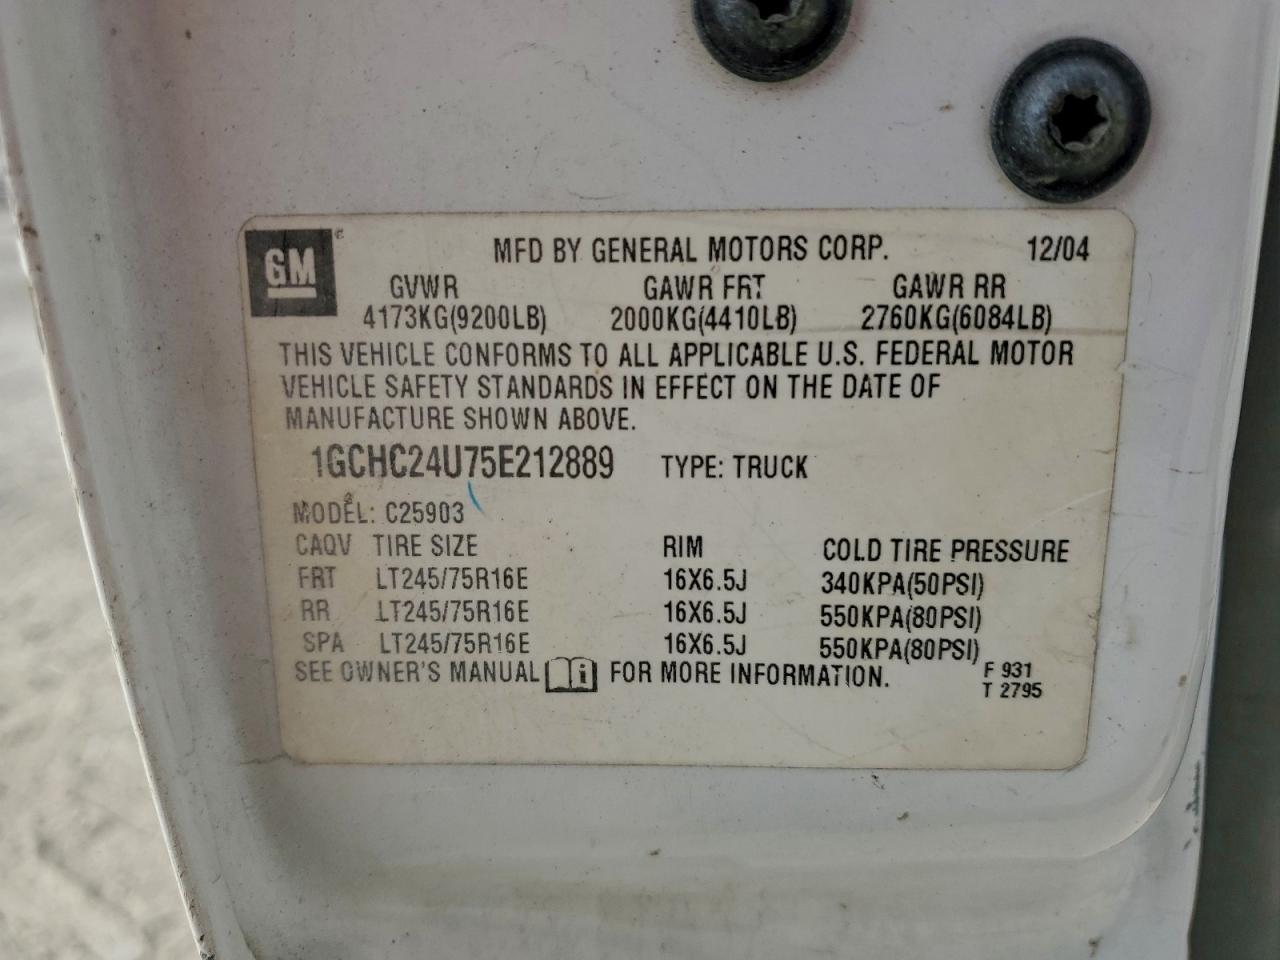 GM® MFD BY GENERAL MOTORS CORP. 12/04
GVWR GAWR FRT GAWR RR
4173KG(9200LB) 2000KG(4410LB) 2760KG(6084LB)
THIS VEHICLE CONFORMS TO ALL APPLICABLE U.S. FEDERAL MOTOR
VEHICLE SAFETY STANDARDS IN EFFECT ON THE DATE OF
MANUFACTURE SHOWN ABOVE.
1GCHC24U75E212889 TYPE: TRUCK
MODEL: C25903
CAQV TIRE SIZE RIM COLD TIRE PRESSURE
FRT LT245/75R16E 16X6.5J 340KPA(50PSI)
RR LT245/75R16E 16X6.5J 550KPA(80PSI)
SPA LT245/75R16E 16X6.5J 550KPA(80PSI)
SEE OWNER'S MANUAL i FOR MORE INFORMATION. F 931
T 2795